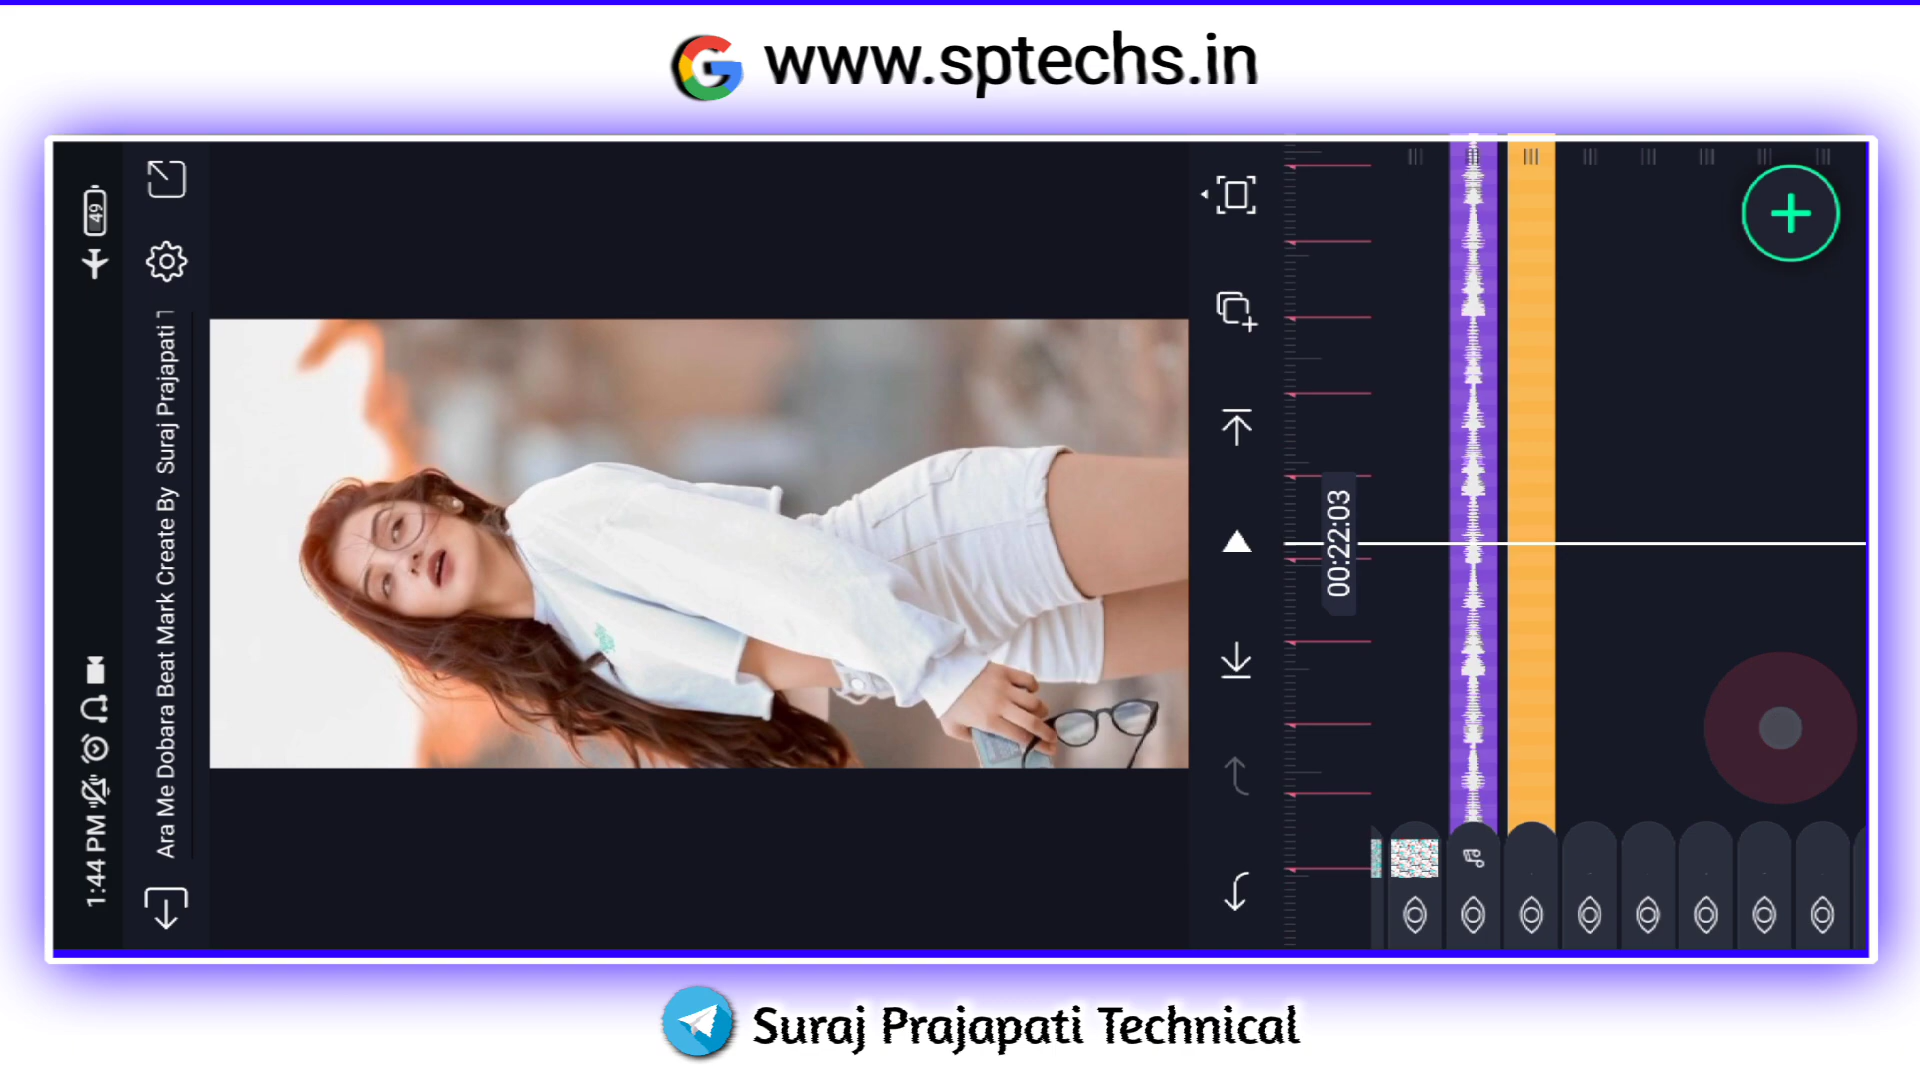 www.sptechs.in
1:44 PM
49
Ara Me Dobara Beat Mark Create By Suraj Prajapati T
00:22:03
Suraj Prajapati Technical